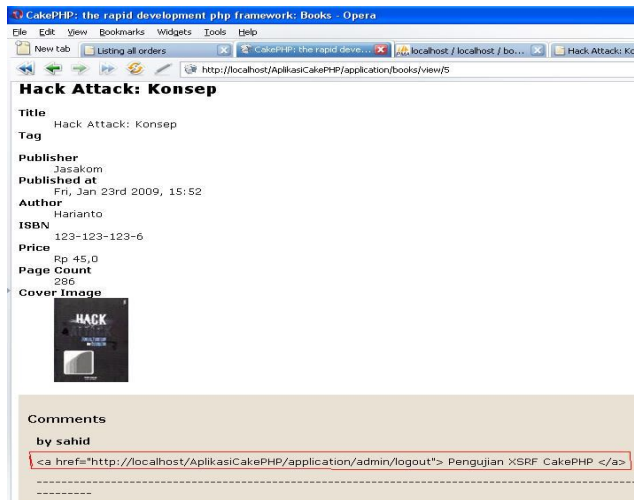 CakePHP: the rapid development php framework: Books - Opera
File Edit View Bookmarks Widgets Tools Help
New tab Listing all orders CakePHP: the rapid deve... localhost / localhost / bo... Hack Attack: Ko
http://localhost/AplikasiCakePHP/application/books/view/5
Hack Attack: Konsep
Title
Hack Attack: Konsep
Tag
Publisher
Jasakom
Published at
Fri, Jan 23rd 2009, 15:52
Author
Harianto
ISBN
123-123-123-6
Price
Rp 45,0
Page Count
286
Cover Image
HACK
Comments
by sahid
<a href="http://localhost/AplikasiCakePHP/application/admin/logout"> Pengujian XSRF CakePHP </a>